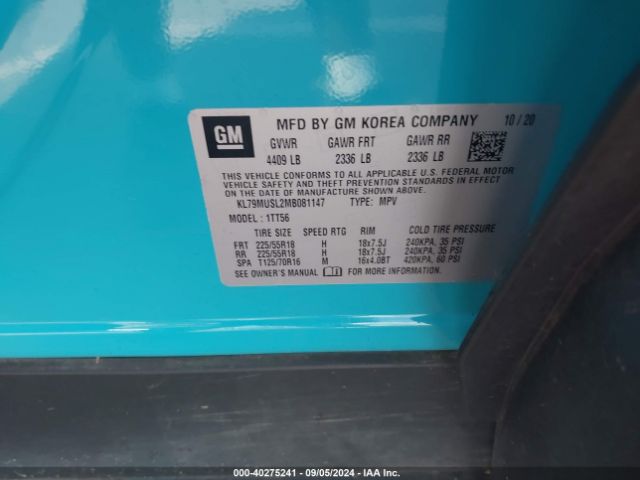 GM
MFD BY GM KOREA COMPANY 10/20
GVWR GAWR FRT GAWR RR
4409 LB 2336 LB 2336 LB
THIS VEHICLE CONFORMS TO ALL APPLICABLE U.S. FEDERAL MOTOR
VEHICLE SAFETY, BUMPER, AND THEFT PREVENTION STANDARDS IN
EFFECT ON THE DATE OF MANUFACTURE SHOWN ABOVE.
KL79MUSL2MB081147 TYPE: MPV
MODEL : 1TT56
TIRE SIZE SPEED RTG RIM COLD TIRE PRESSURE
FRT 225/55R18 H 18x7.5J 240KPA, 35 PSI
RR 225/55R18 H 18x7.5J 240KPA, 35 PSI
SPA T125/70R16 M 16x4.0BT 420KPA, 60 PSI
SEE OWNER'S MANUAL FOR MORE INFORMATION.
000-40275241 - 09/05/2024 - IAA Inc.